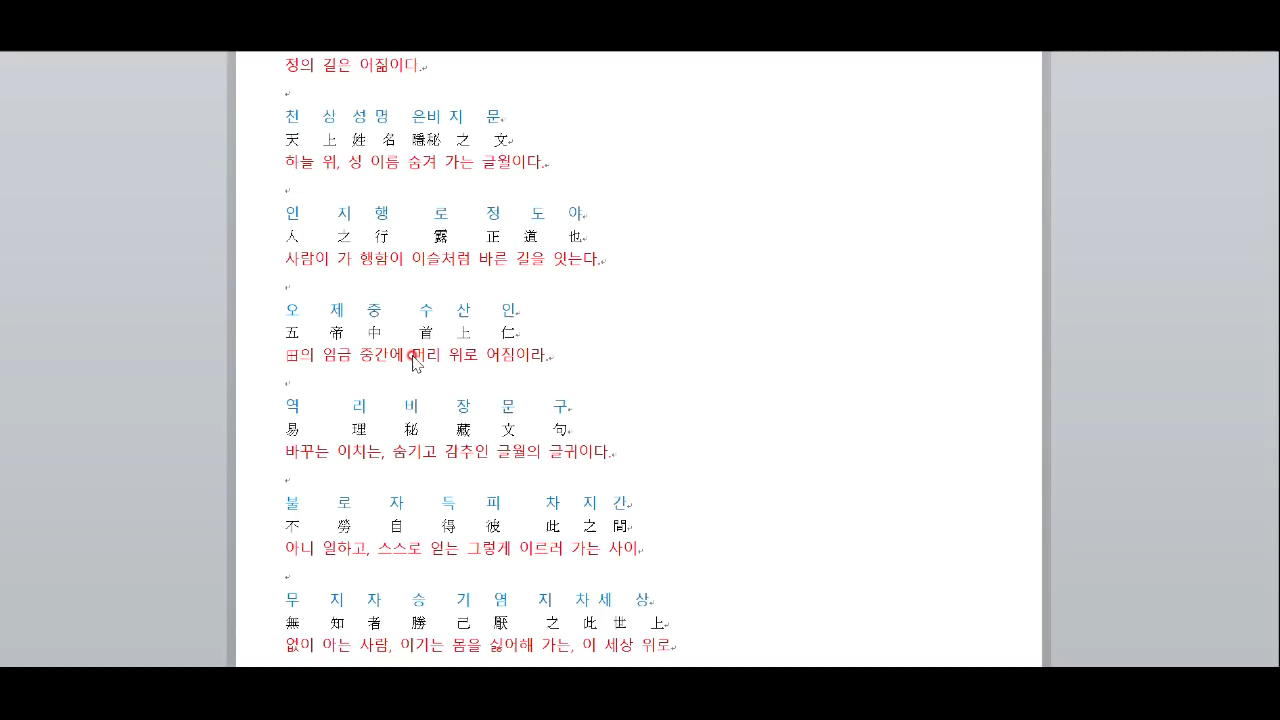 정의 길은 어짊이다.
천 상 성 명 은비 지 문
天 上 姓 名 隱秘 之 文
하늘 위, 성 이름 숨겨 가는 글월이다.
인 지 행 로 정 도 야
人 之 行 露 正 道 也
사람이 가 행함이 이슬처럼 바른 길을 잇는다.
오 제 중 수 산 인
五 帝 中 首 上 仁
田의 임금 중간에 머리 위로 어짐이라.
역 리 비 장 문 구
易 理 秘 藏 文 句
바꾸는 이치는, 숨기고 감추인 글월의 글귀이다.
불 로 자 득 피 차 지 간
不 勞 自 得 彼 此 之 間
아니 일하고, 스스로 얻는 그렇게 이르러 가는 사이
무 지 자 승 기 염 지 차 세 상
無 知 者 勝 己 厭 之 此 世 上
없이 아는 사람, 이기는 몸을 싫어해 가는, 이 세상 위로